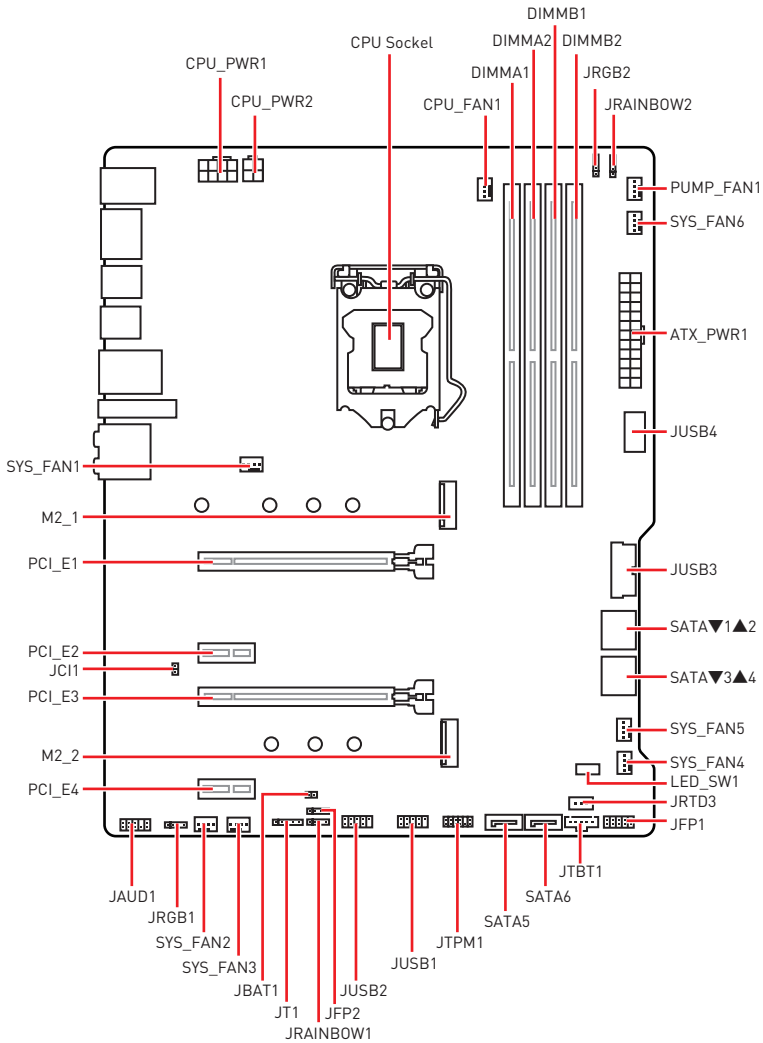 DIMMB1
CPU Sockel
DIMMA2 DIMMB2
CPU_PWR1
DIMMA1
JRGB2
CPU_PWR2
CPU_FAN1
JRAINBOW2
PUMP_FAN1
SYS_FAN6
ATX_PWR1
JUSB4
SYS_FAN1
M2_1
PCI_E1
JUSB3
SATA▼1▲2
PCI_E2
JCI1
SATA▼3▲4
PCI_E3
SYS_FAN5
M2_2
SYS_FAN4
LED_SW1
PCI_E4
JRTD3
JFP1
JTBT1
JAUD1
SATA6
JRGB1
SATA5
SYS_FAN2
JTPM1
SYS_FAN3
JUSB1
JBAT1
JUSB2
JT1
JFP2
JRAINBOW1